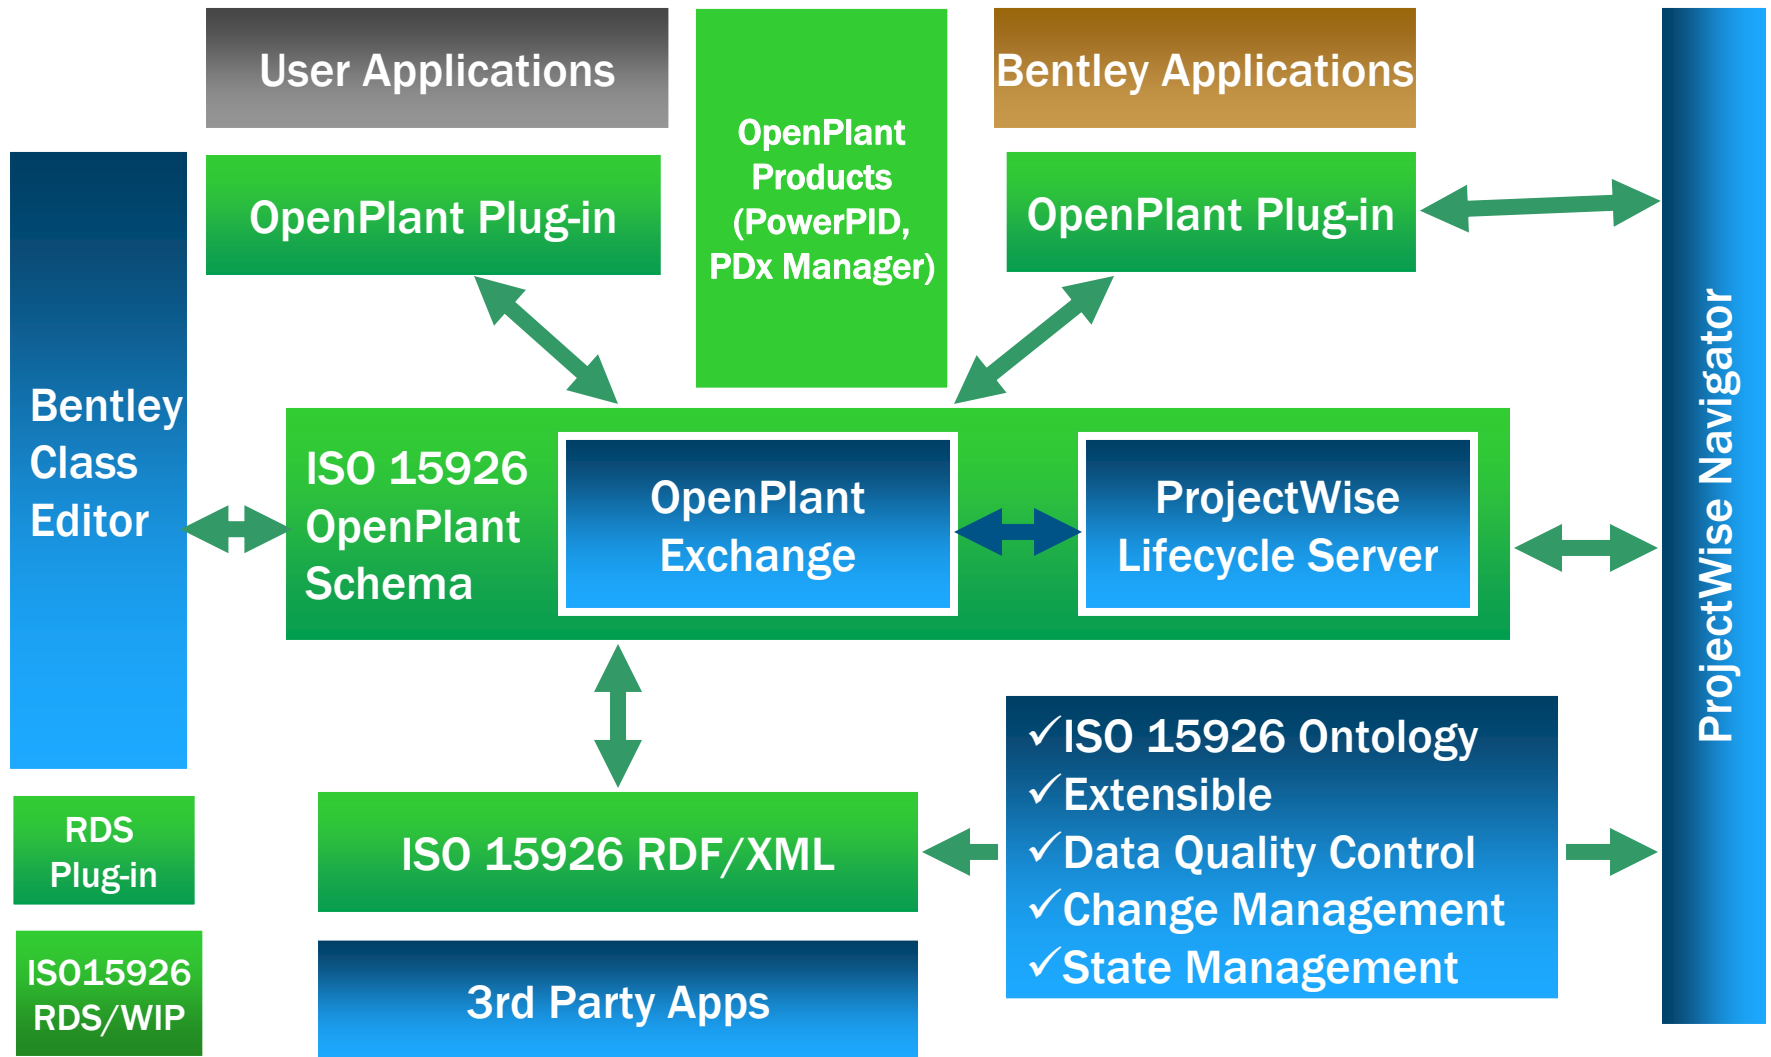 User Applications
OpenPlant Plug-in
OpenPlant
Products
(PowerPID,
PDx Manager)
Bentley Applications
OpenPlant Plug-in
Bentley
Class
Editor
ISO 15926
OpenPlant
Schema
OpenPlant
Exchange
ProjectWise
Lifecycle Server
ProjectWise Navigator
RDS
Plug-in
ISO15926
RDS/WIP
ISO 15926 RDF/XML
3rd Party Apps
✓ISO 15926 Ontology
✓Extensible
✓Data Quality Control
✓Change Management
✓State Management